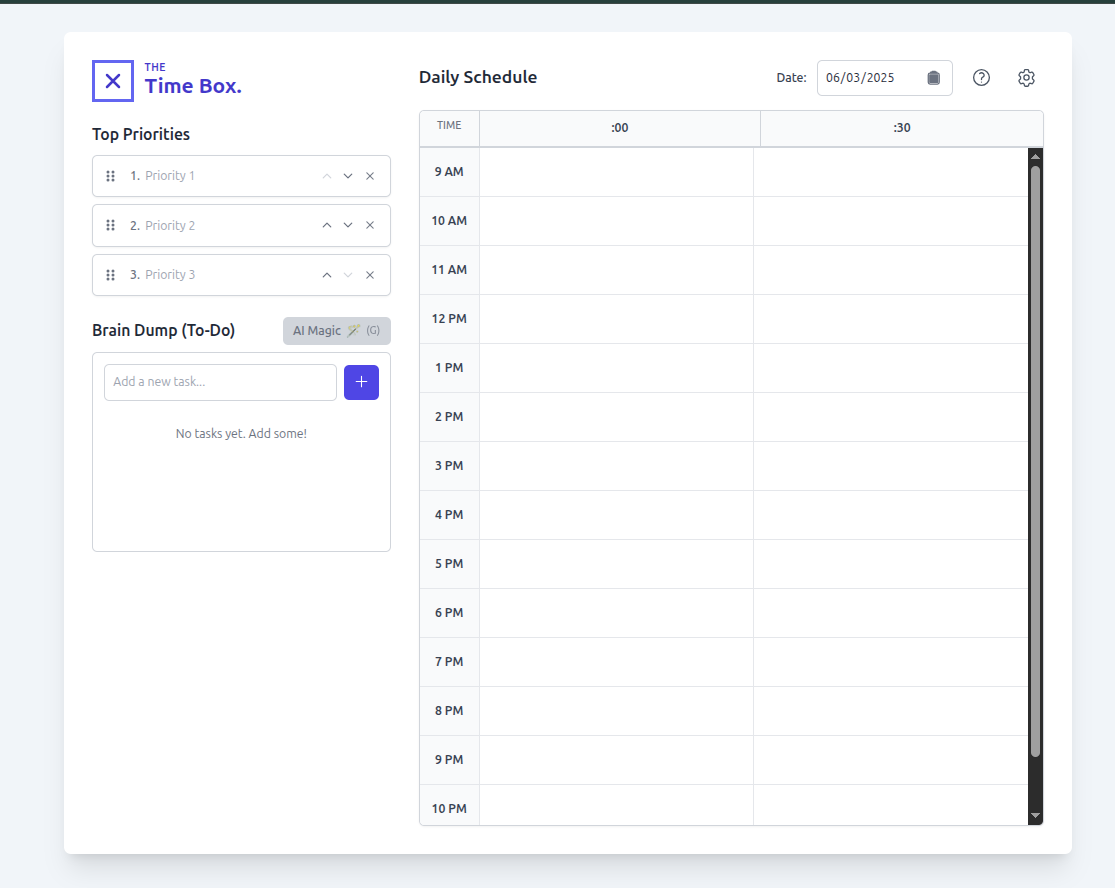 THE
Time Box.
Top Priorities
1. Priority 1
2. Priority 2
3. Priority 3
Brain Dump (To-Do)
AI Magic 🪄 (G)
Add a new task...
+
No tasks yet. Add some!
Daily Schedule
Date: 06/03/2025
TIME :00 :30
9 AM
10 AM
11 AM
12 PM
1 PM
2 PM
3 PM
4 PM
5 PM
6 PM
7 PM
8 PM
9 PM
10 PM